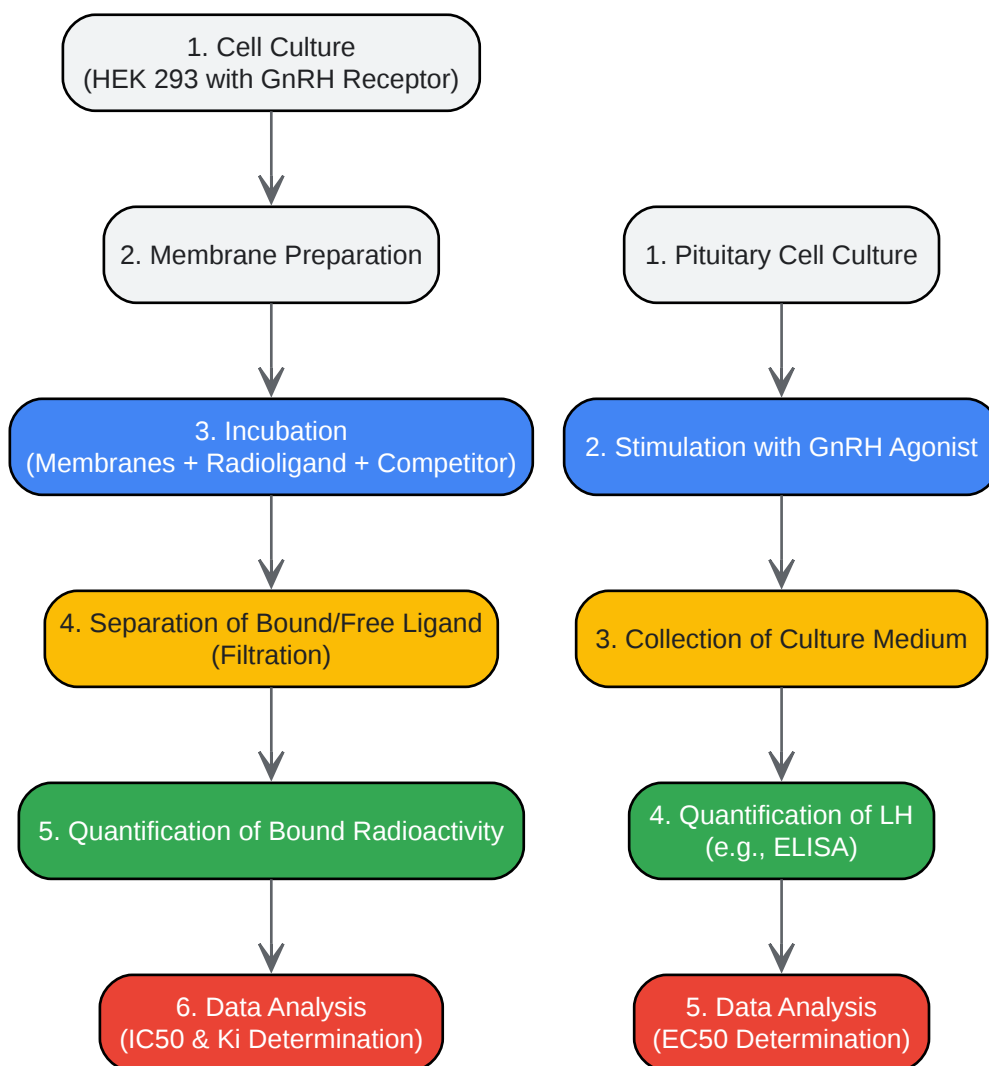 1. Cell Culture
(HEK 293 with GnRH Receptor)
2. Membrane Preparation
3. Incubation
(Membranes + Radioligand + Competitor)
4. Separation of Bound/Free Ligand
(Filtration)
5. Quantification of Bound Radioactivity
6. Data Analysis
(IC50 & Ki Determination)
1. Pituitary Cell Culture
2. Stimulation with GnRH Agonist
3. Collection of Culture Medium
4. Quantification of LH
(e.g., ELISA)
5. Data Analysis
(EC50 Determination)